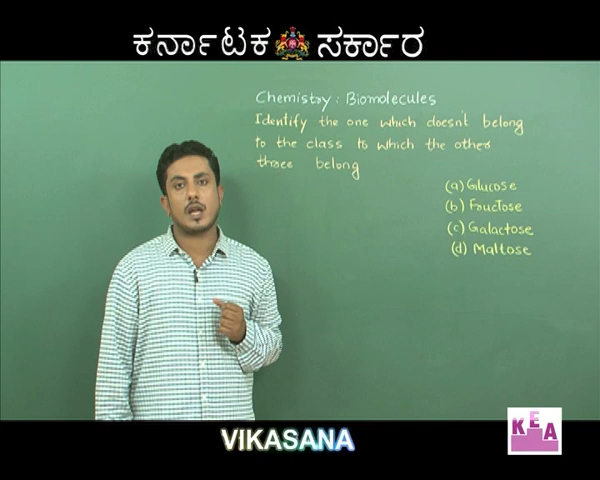 ಕರ್ನಾಟಕ ಸರ್ಕಾರ
Chemistry : Biomolecules
Identify the one which doesn't belong
to the class to which the other
three belong
(a) Glucose
(b) Fructose
(c) Galactose
(d) Maltose
VIKASANA
KEA